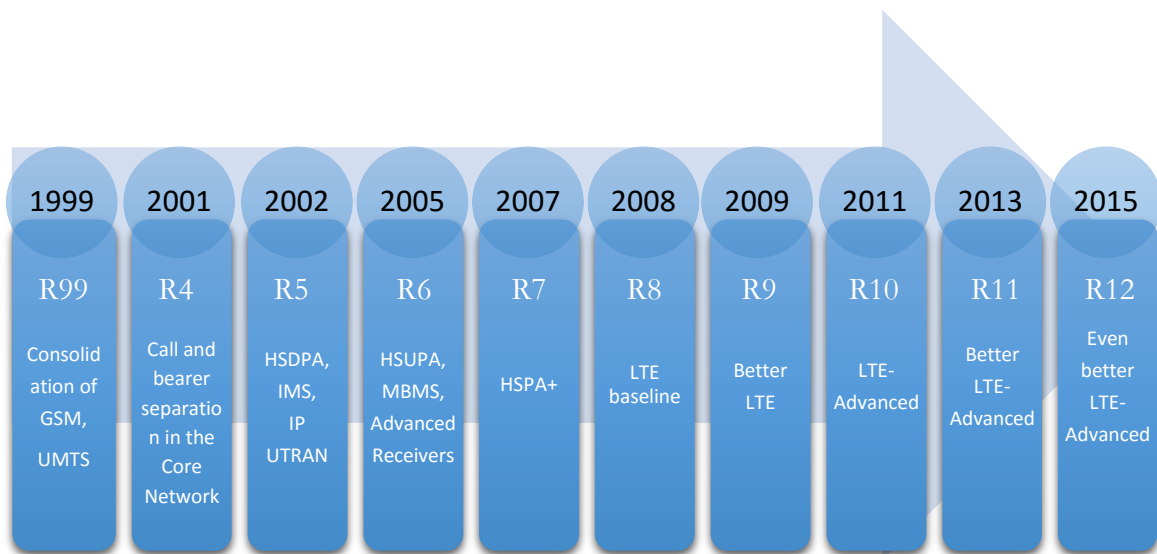 1999
2001
2002
2005
2007
2008
2009
2011
2013
2015
R99
Consolid
ation of
GSM,
UMTS
R4
Call and
bearer
separatio
n in the
Core
Network
R5
HSDPA,
IMS,
IP
UTRAN
R6
HSUPA,
MBMS,
Advanced
Receivers
R7
HSPA+
R8
LTE
baseline
R9
Better
LTE
R10
LTE-
Advanced
R11
Better
LTE-
Advanced
R12
Even
better
LTE-
Advanced